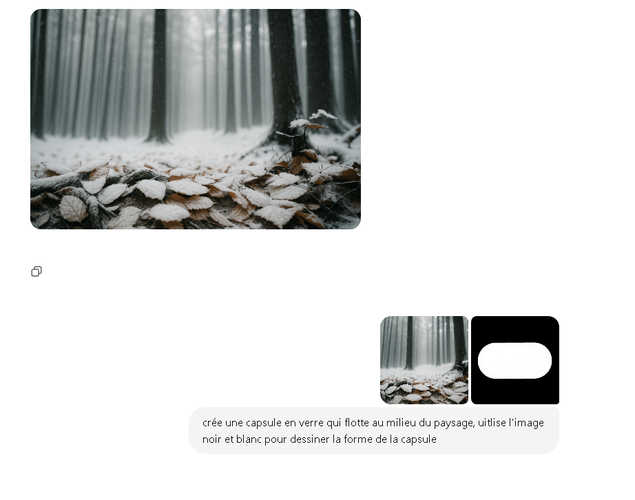 crée une capsule en verre qui flotte au milieu du paysage, uitlise l'image
noir et blanc pour dessiner la forme de la capsule